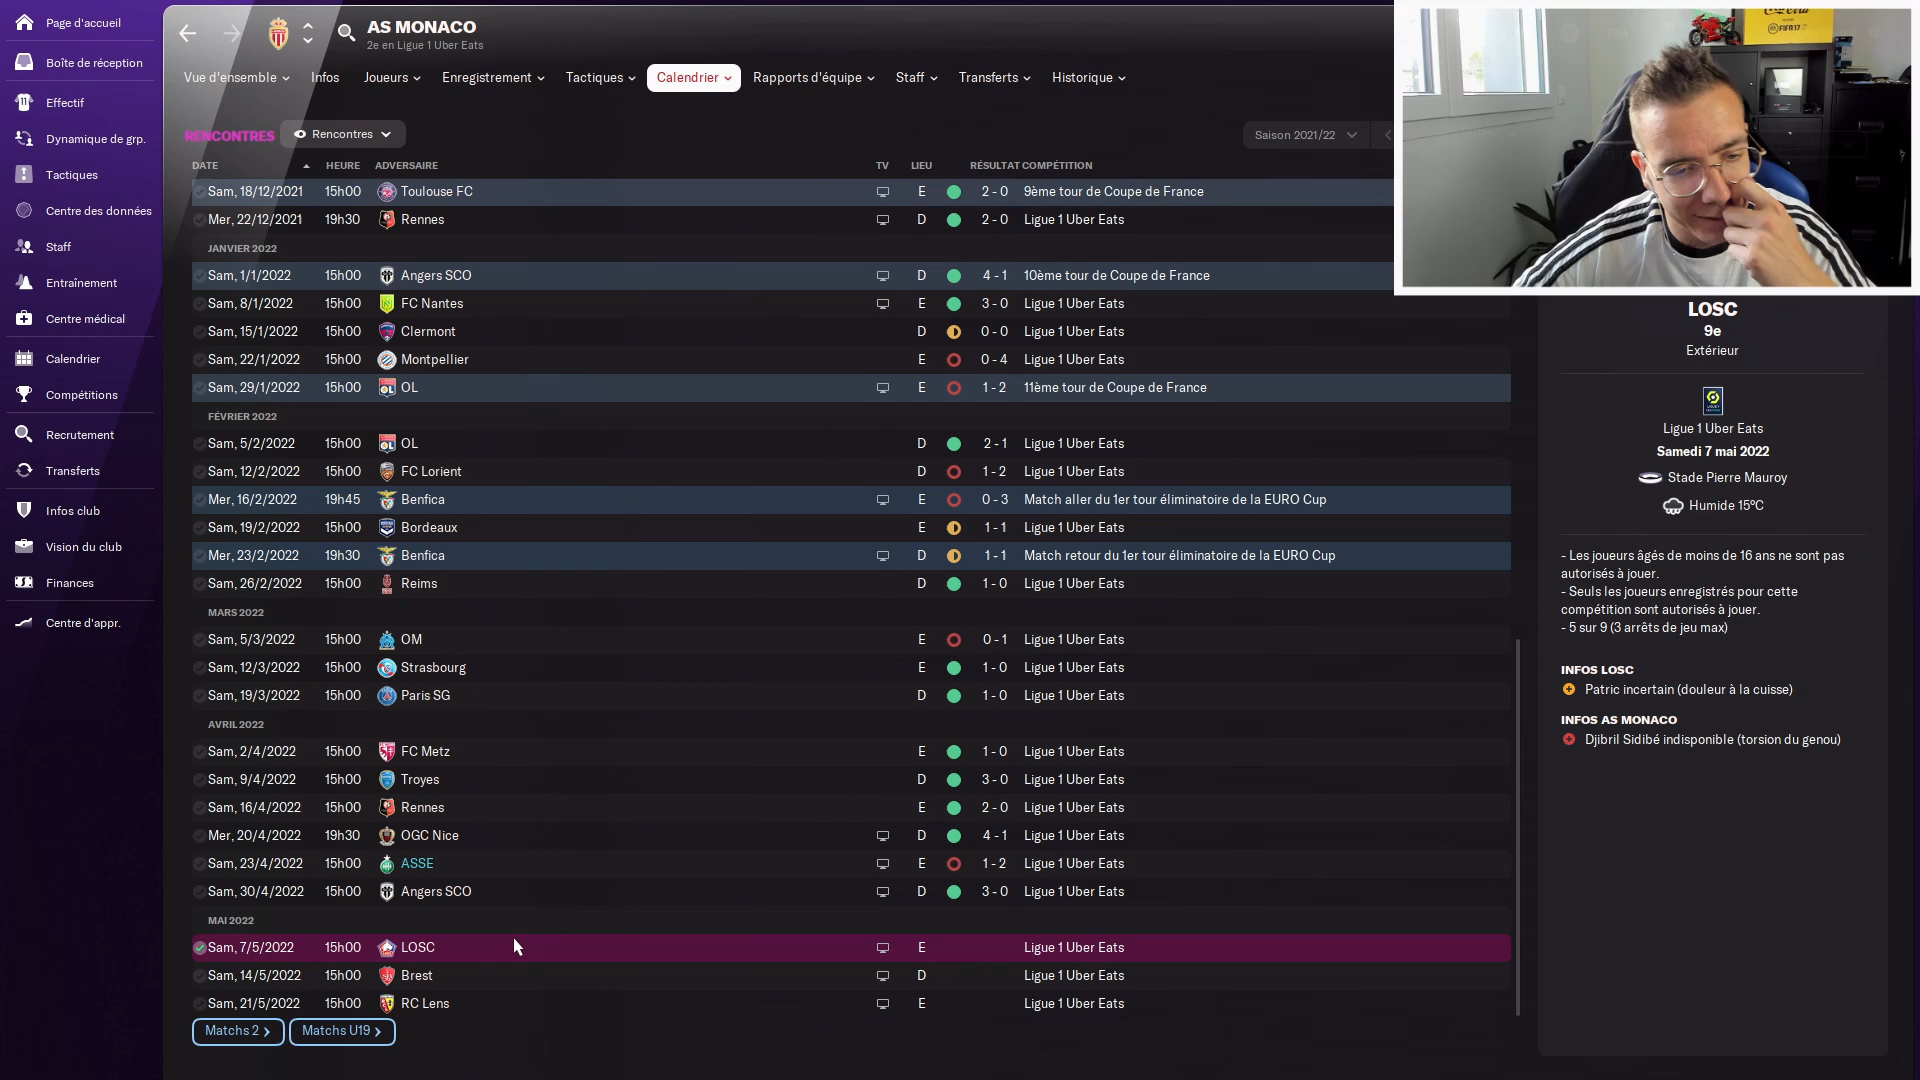 Page d'accueil
Boîte de réception
Effectif
Dynamique de grp.
Tactiques
Centre des données
Staff
Entraînement
Centre médical
Calendrier
Compétitions
Recrutement
Transferts
Infos club
Vision du club
Finances
Centre d'appr.
AS MONACO
2e en Ligue 1 Uber Eats
Vue d'ensemble Infos Joueurs Enregistrement Tactiques Calendrier Rapports d'équipe Staff Transferts Historique
RENCONTRES Rencontres Saison 2021/22
DATE HEURE ADVERSAIRE TV LIEU RÉSULTAT COMPÉTITION
Sam, 18/12/2021 15h00 Toulouse FC E 2 - 0 9ème tour de Coupe de France
Mer, 22/12/2021 19h30 Rennes D 2 - 0 Ligue 1 Uber Eats
JANVIER 2022
Sam, 1/1/2022 15h00 Angers SCO D 4 - 1 10ème tour de Coupe de France
Sam, 8/1/2022 15h00 FC Nantes E 3 - 0 Ligue 1 Uber Eats
Sam, 15/1/2022 15h00 Clermont D 0 - 0 Ligue 1 Uber Eats
Sam, 22/1/2022 15h00 Montpellier E 0 - 4 Ligue 1 Uber Eats
Sam, 29/1/2022 15h00 OL E 1 - 2 11ème tour de Coupe de France
FÉVRIER 2022
Sam, 5/2/2022 15h00 OL D 2 - 1 Ligue 1 Uber Eats
Sam, 12/2/2022 15h00 FC Lorient D 1 - 2 Ligue 1 Uber Eats
Mer, 16/2/2022 19h45 Benfica E 0 - 3 Match aller du 1er tour éliminatoire de la EURO Cup
Sam, 19/2/2022 15h00 Bordeaux E 1 - 1 Ligue 1 Uber Eats
Mer, 23/2/2022 19h30 Benfica D 1 - 1 Match retour du 1er tour éliminatoire de la EURO Cup
Sam, 26/2/2022 15h00 Reims D 1 - 0 Ligue 1 Uber Eats
MARS 2022
Sam, 5/3/2022 15h00 OM E 0 - 1 Ligue 1 Uber Eats
Sam, 12/3/2022 15h00 Strasbourg E 1 - 0 Ligue 1 Uber Eats
Sam, 19/3/2022 15h00 Paris SG D 1 - 0 Ligue 1 Uber Eats
AVRIL 2022
Sam, 2/4/2022 15h00 FC Metz E 1 - 0 Ligue 1 Uber Eats
Sam, 9/4/2022 15h00 Troyes D 3 - 0 Ligue 1 Uber Eats
Sam, 16/4/2022 15h00 Rennes E 2 - 0 Ligue 1 Uber Eats
Mer, 20/4/2022 19h30 OGC Nice D 4 - 1 Ligue 1 Uber Eats
Sam, 23/4/2022 15h00 ASSE E 1 - 2 Ligue 1 Uber Eats
Sam, 30/4/2022 15h00 Angers SCO D 3 - 0 Ligue 1 Uber Eats
MAI 2022
Sam, 7/5/2022 15h00 LOSC E Ligue 1 Uber Eats
Sam, 14/5/2022 15h00 Brest D Ligue 1 Uber Eats
Sam, 21/5/2022 15h00 RC Lens E Ligue 1 Uber Eats
Matchs 2 Matchs U19
FIFA 17
LOSC
9e
Extérieur
Ligue 1 Uber Eats
Samedi 7 mai 2022
Stade Pierre Mauroy
Humide 15ºC
- Les joueurs âgés de moins de 16 ans ne sont pas
autorisés à jouer.
- Seuls les joueurs enregistrés pour cette
compétition sont autorisés à jouer.
- 5 sur 9 (3 arrêts de jeu max)
INFOS LOSC
Patric incertain (douleur à la cuisse)
INFOS AS MONACO
Djibril Sidibé indisponible (torsion du genou)